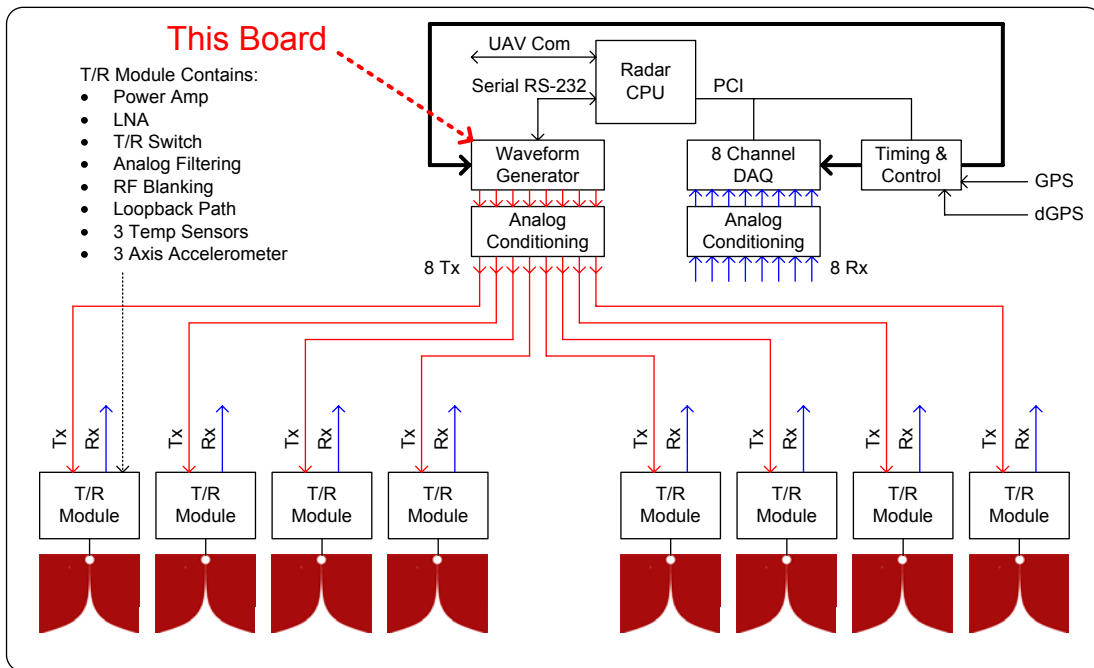 This Board
T/R Module Contains:
• Power Amp
• LNA
• T/R Switch
• Analog Filtering
• RF Blanking
• Loopback Path
• 3 Temp Sensors
• 3 Axis Accelerometer
UAV Com
Serial RS-232
Radar
CPU
PCI
Waveform
Generator
8 Channel
DAQ
Timing &
Control
GPS
dGPS
Analog
Conditioning
Analog
Conditioning
8 Tx
8 Rx
Tx
Rx
Tx
Rx
Tx
Rx
Tx
Rx
Tx
Rx
Tx
Rx
Tx
Rx
Tx
Rx
T/R
Module
T/R
Module
T/R
Module
T/R
Module
T/R
Module
T/R
Module
T/R
Module
T/R
Module